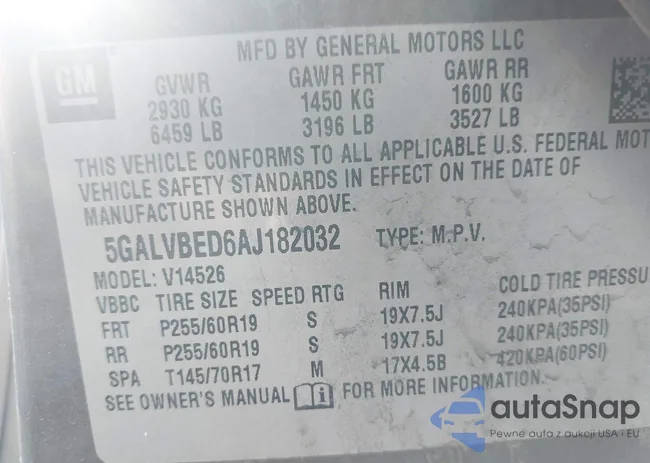 MFD BY GENERAL MOTORS LLC
GM
GVWR GAWR FRT GAWR RR
2930 KG 1450 KG 1600 KG
6459 LB 3196 LB 3527 LB
THIS VEHICLE CONFORMS TO ALL APPLICABLE U.S. FEDERAL MOT
VEHICLE SAFETY STANDARDS IN EFFECT ON THE DATE OF
MANUFACTURE SHOWN ABOVE.
5GALVBED6AJ182032 TYPE: M.P.V.
MODEL: V14526
VBBC TIRE SIZE SPEED RTG RIM COLD TIRE PRESSU
FRT P255/60R19 S 19X7.5J 240KPA(35PSI)
RR P255/60R19 S 19X7.5J 240KPA(35PSI)
SPA T145/70R17 M 17X4.5B 420KPA(60PSI)
SEE OWNER'S MANUAL i FOR MORE INFORMATION.
autaSnap
Pewne auta z aukcji USA i EU